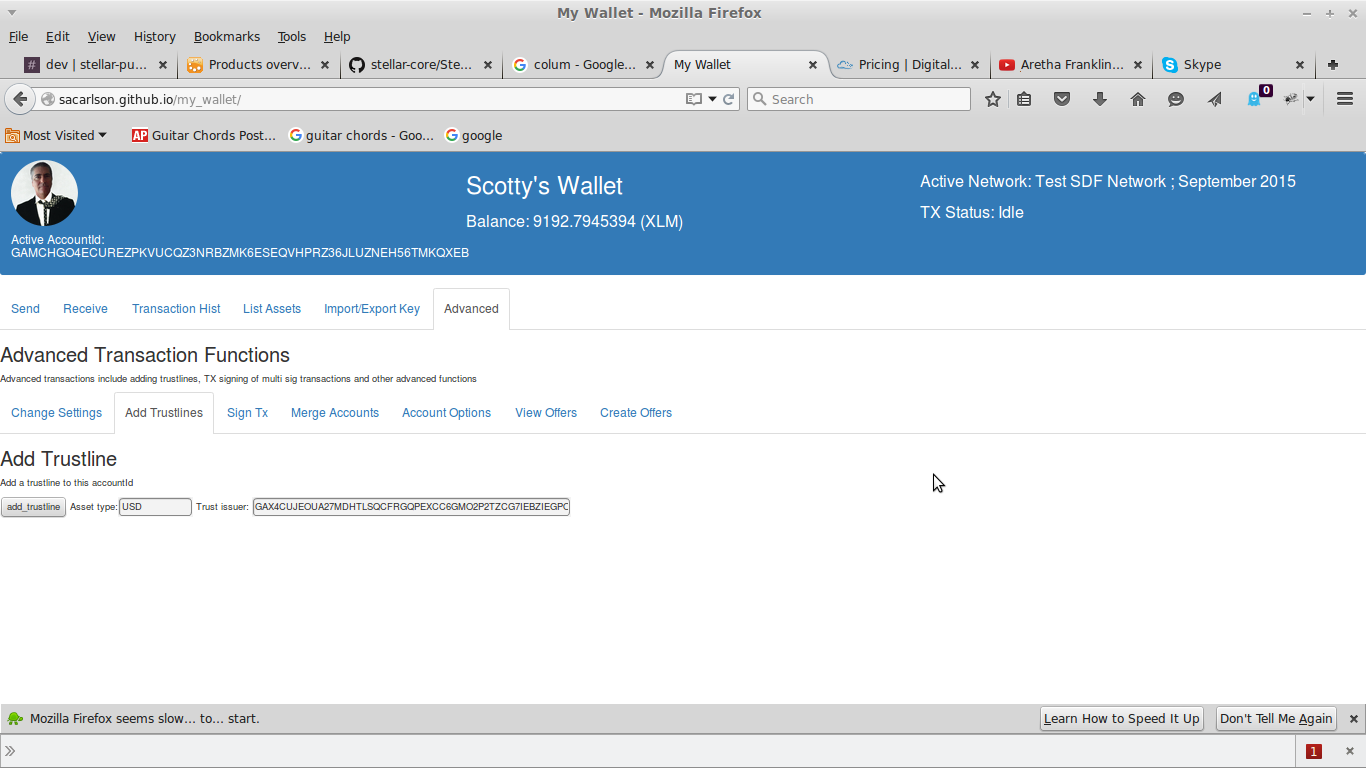 My Wallet - Mozilla Firefox
File Edit View History Bookmarks Tools Help
# dev | stellar-pu... Products overv... stellar-core/Ste... colum - Google... My Wallet Pricing | Digital... Aretha Franklin... Skype
sacarlson.github.io/my_wallet/ Search 0
Most Visited AP Guitar Chords Post... guitar chords - Goo... google
Scotty's Wallet
Balance: 9192.7945394 (XLM)
Active Network: Test SDF Network ; September 2015
TX Status: Idle
Active AccountId:
GAMCHGO4ECUREZPKVUCQZ3NRBZMK6ESEQVHPRZ36JLUZNEH56TMKQXEB
Send Receive Transaction Hist List Assets Import/Export Key Advanced
Advanced Transaction Functions
Advanced transactions include adding trustlines, TX signing of multi sig transactions and other advanced functions
Change Settings Add Trustlines Sign Tx Merge Accounts Account Options View Offers Create Offers
Add Trustline
Add a trustline to this accountId
add_trustline Asset type: USD Trust issuer: GAX4CUJEOUA27MDHTLSQCFRGQPEXCC6GMO2P2TZCG7IEBZIEGPC
Mozilla Firefox seems slow... to... start. Learn How to Speed It Up Don't Tell Me Again
1